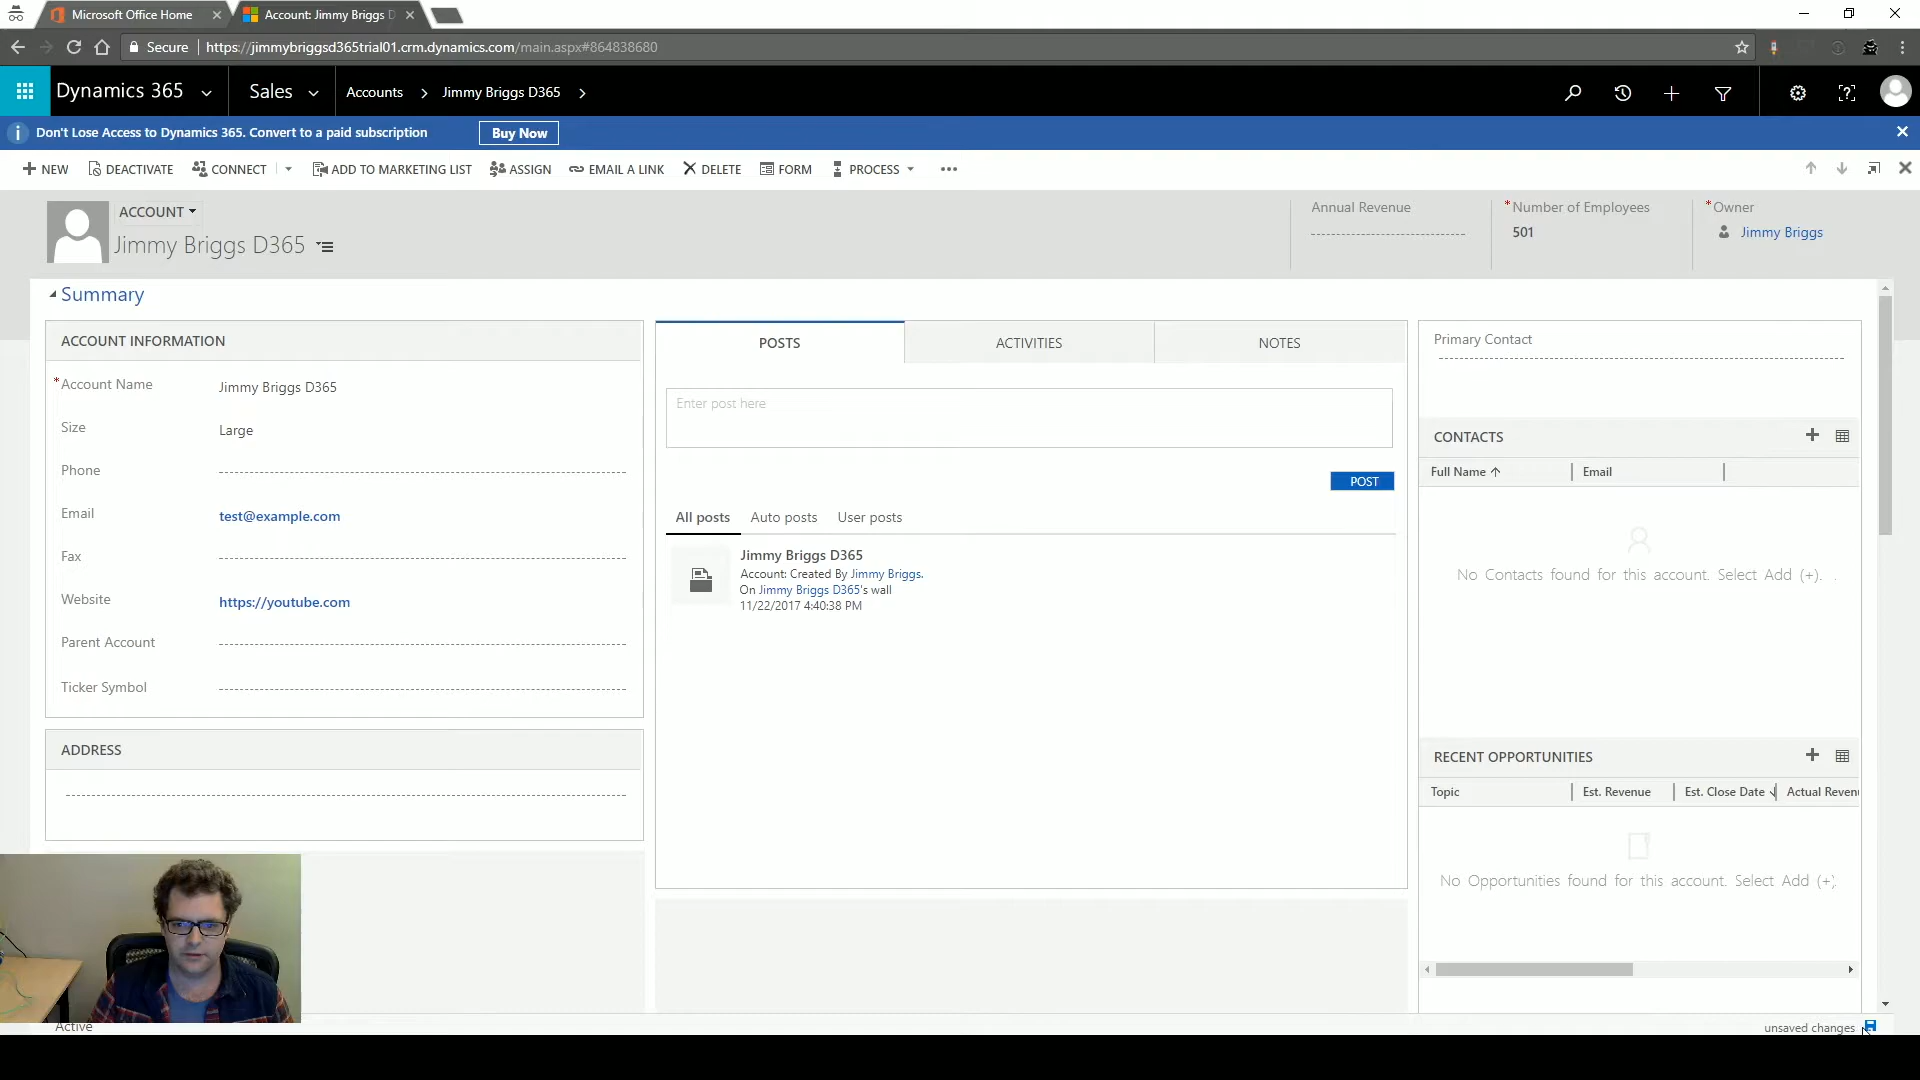 Microsoft Office Home
Account: Jimmy Briggs D
Secure
https://jimmybriggsd365trial01.crm.dynamics.com/main.aspx#864838680
Dynamics 365
Sales
Accounts
Jimmy Briggs D365
Don't Lose Access to Dynamics 365. Convert to a paid subscription
Buy Now
NEW
DEACTIVATE
CONNECT
ADD TO MARKETING LIST
ASSIGN
EMAIL A LINK
DELETE
FORM
PROCESS
ACCOUNT
Jimmy Briggs D365
Annual Revenue
*Number of Employees
501
*Owner
Jimmy Briggs
Summary
ACCOUNT INFORMATION
*Account Name
Jimmy Briggs D365
Size
Large
Phone
Email
test@example.com
Fax
Website
https://youtube.com
Parent Account
Ticker Symbol
ADDRESS
POSTS
ACTIVITIES
NOTES
Enter post here
POST
All posts
Auto posts
User posts
Jimmy Briggs D365
Account: Created By Jimmy Briggs.
On Jimmy Briggs D365's wall
11/22/2017 4:40:38 PM
Primary Contact
CONTACTS
Full Name
Email
No Contacts found for this account. Select Add (+). .
RECENT OPPORTUNITIES
Topic
Est. Revenue
Est. Close Date
Actual Revenu
No Opportunities found for this account. Select Add (+).
Active
unsaved changes